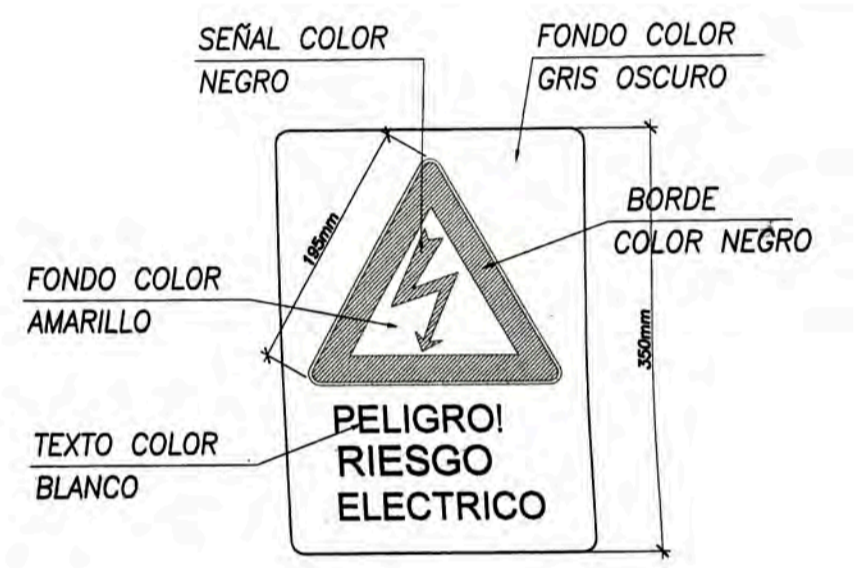 SEÑAL COLOR
NEGRO
FONDO COLOR
GRIS OSCURO
BORDE
COLOR NEGRO
195mm
FONDO COLOR
AMARILLO
350mm
PELIGRO!
RIESGO
ELECTRICO
TEXTO COLOR
BLANCO